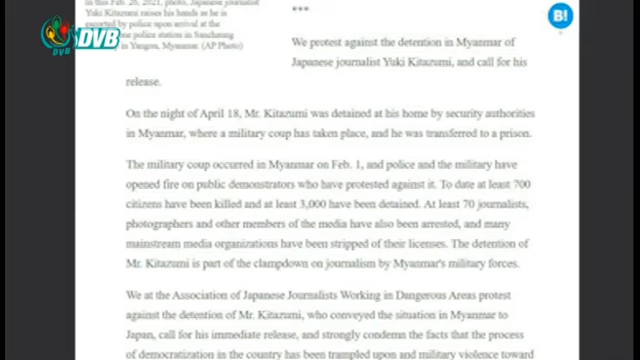 In this Feb. 26, 2021, photo, Japanese journalist
Yuki Kitazumi raises his hands as he is
escorted by police upon arrival at the
police station in Sanchaung
in Yangon, Myanmar. (AP Photo)
DVB
DVB
B!
***
We protest against the detention in Myanmar of
Japanese journalist Yuki Kitazumi, and call for his
release.
On the night of April 18, Mr. Kitazumi was detained at his home by security authorities
in Myanmar, where a military coup has taken place, and he was transferred to a prison.
The military coup occurred in Myanmar on Feb. 1, and police and the military have
opened fire on public demonstrators who have protested against it. To date at least 700
citizens have been killed and at least 3,000 have been detained. At least 70 journalists,
photographers and other members of the media have also been arrested, and many
mainstream media organizations have been stripped of their licenses. The detention of
Mr. Kitazumi is part of the clampdown on journalism by Myanmar's military forces.
We at the Association of Japanese Journalists Working in Dangerous Areas protest
against the detention of Mr. Kitazumi, who conveyed the situation in Myanmar to
Japan, call for his immediate release, and strongly condemn the facts that the process
of democratization in the country has been trampled upon and military violence toward